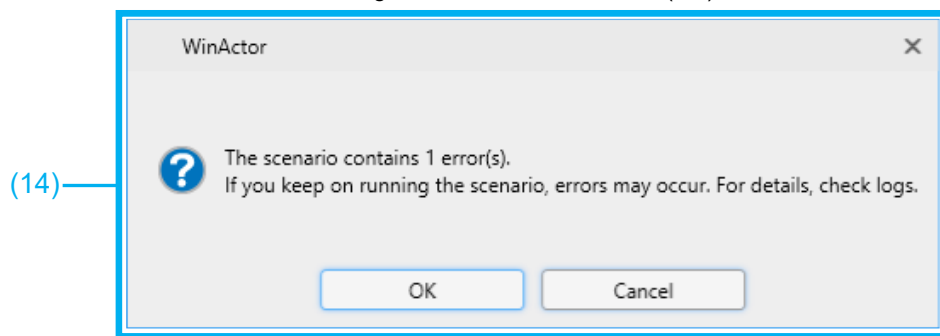 WinActor
The scenario contains 1 error(s).
(14)
If you keep on running the scenario, errors may occur. For details, check logs.
OK
Cancel